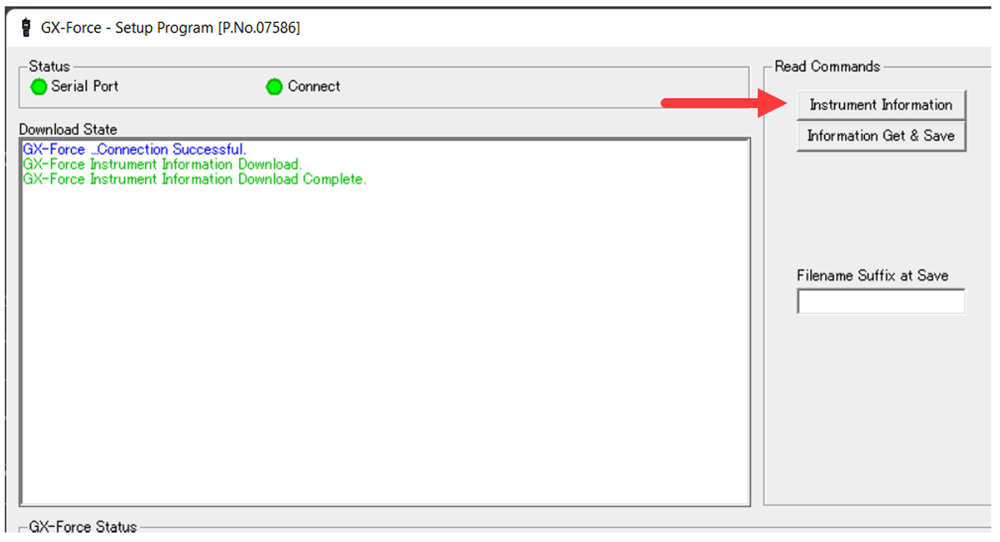 GX-Force - Setup Program [P.No.07586]
Status
Serial Port
Connect
Download State
GX-Force ...Connection Successful.
GX-Force Instrument Information Download.
GX-Force Instrument Information Download Complete.
Read Commands
Instrument Information
Information Get & Save
Filename Suffix at Save
GX-Force Status